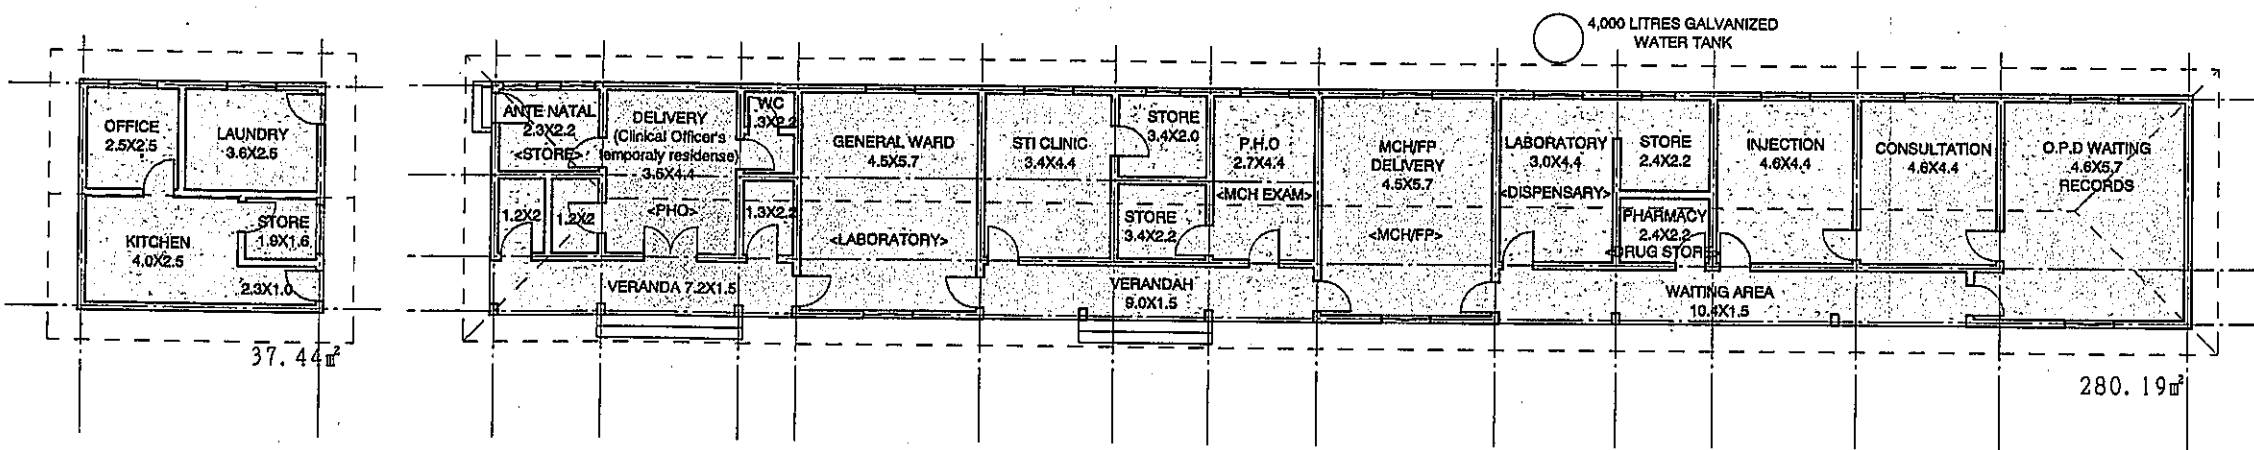 4,000 LITRES GALVANIZED
WATER TANK
OFFICE
2.5X2.5
LAUNDRY
3.6X2.5
KITCHEN
4.0X2.5
STORE
1.9X1.6
2.3X1.0
37.44㎡
ANTE NATAL
2.3X2.2
<STORE>
1.2X2
1.2X2
DELIVERY
(Clinical Officer's
temporaly residense)
3.5X4.4
<PHO>
WC
1.3X2.2
1.3X2.2
VERANDA 7.2X1.5
GENERAL WARD
4.5X5.7
<LABORATORY>
STI CLINIC
3.4X4.4
STORE
3.4X2.0
STORE
3.4X2.2
P.H.O
2.7X4.4
<MCH EXAM>
VERANDAH
9.0X1.5
MCH/FP
DELIVERY
4.5X5.7
<MCH/FP>
LABORATORY
3.0X4.4
<DISPENSARY>
STORE
2.4X2.2
PHARMACY
2.4X2.2
<DRUG STORE>
INJECTION
4.6X4.4
CONSULTATION
4.6X4.4
WAITING AREA
10.4X1.5
O.P.D WAITING
4.6X5.7
RECORDS
280.19㎡